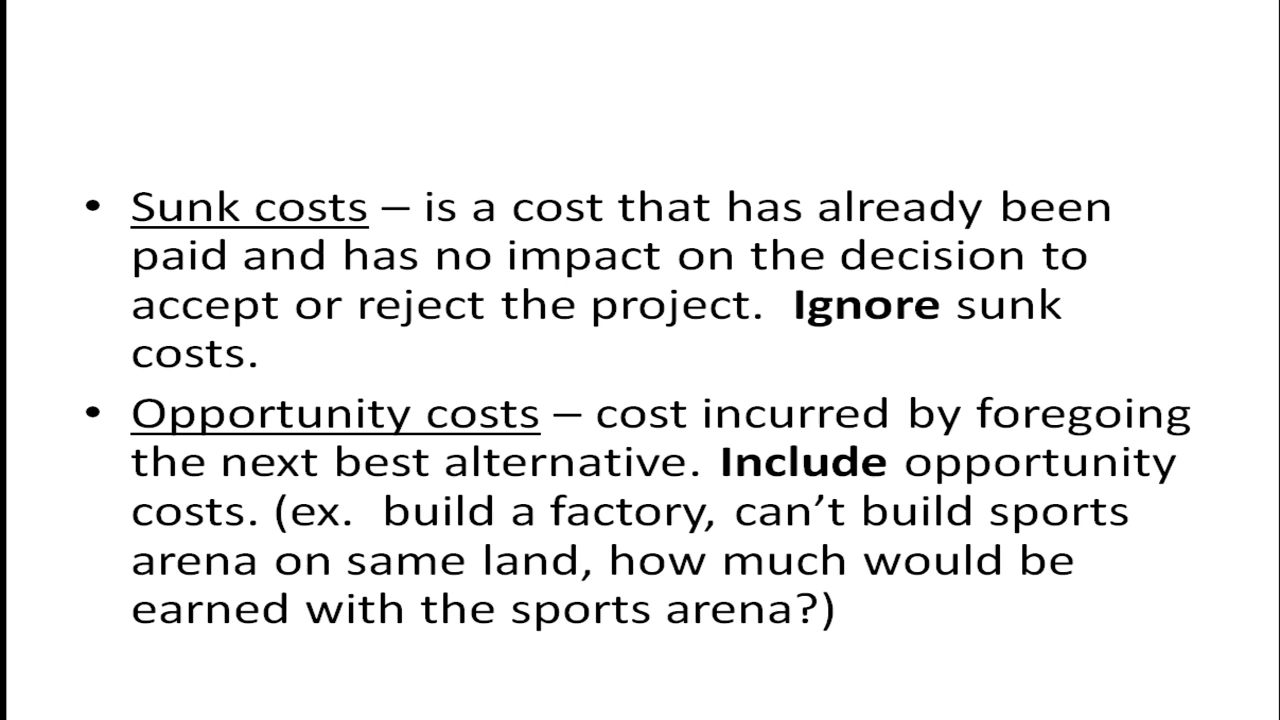 • Sunk costs – is a cost that has already been
paid and has no impact on the decision to
accept or reject the project.  Ignore sunk
costs.
• Opportunity costs – cost incurred by foregoing
the next best alternative. Include opportunity
costs. (ex.  build a factory, can’t build sports
arena on same land, how much would be
earned with the sports arena?)